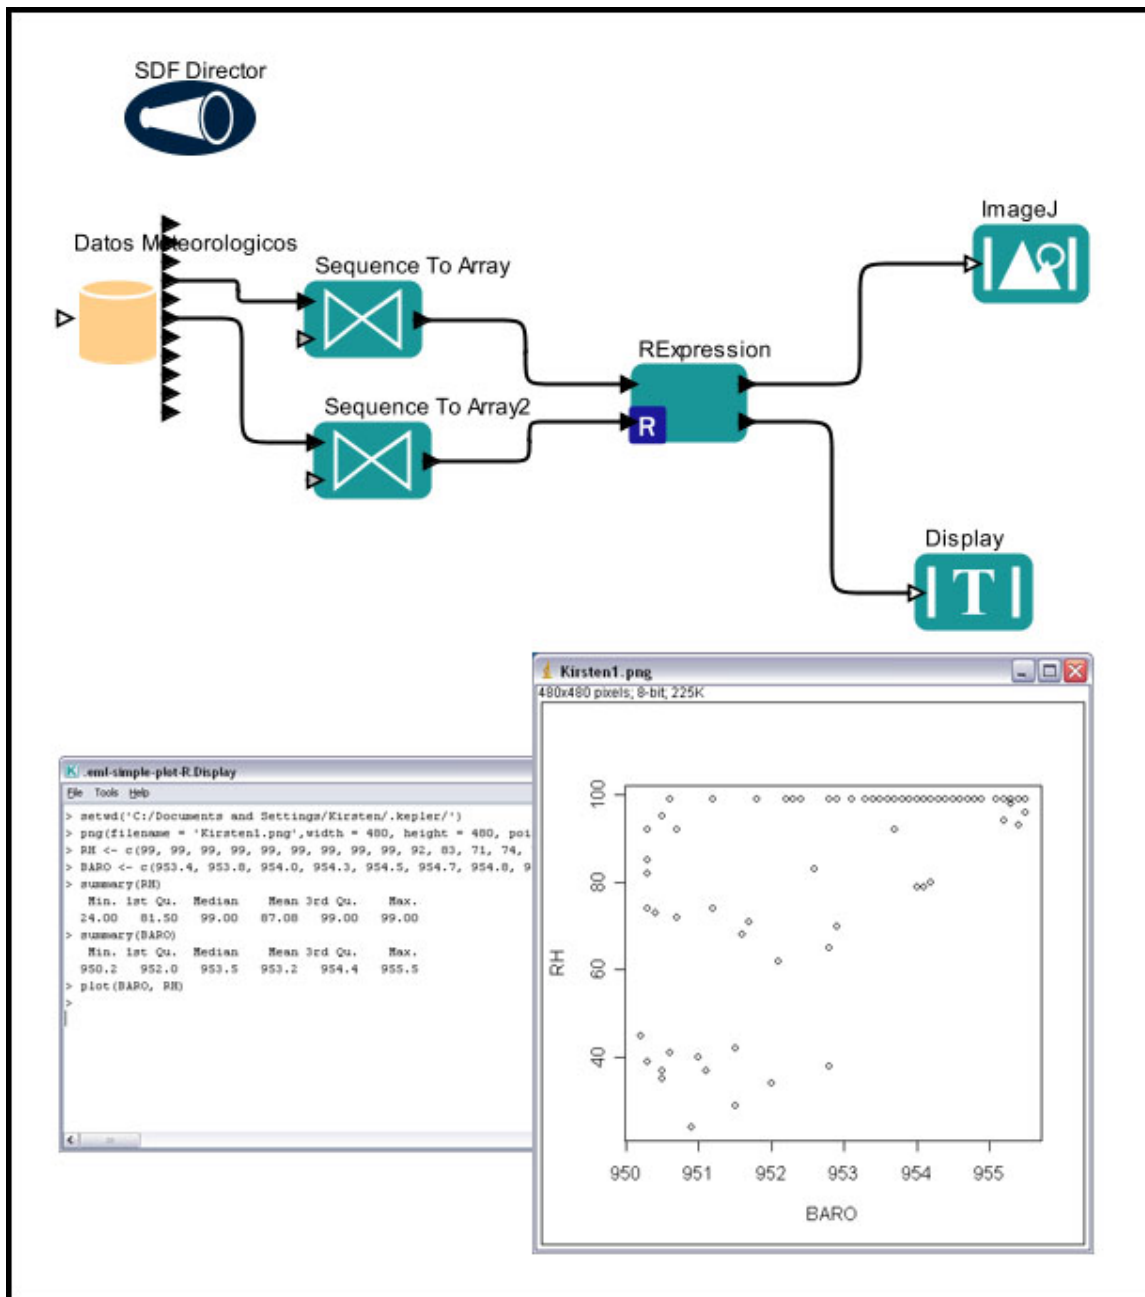 SDF Director
Datos Meteorologicos
Sequence To Array
Sequence To Array2
RExpression
R
ImageJ
Display
T
.eml-simple-plot-R.Display
File Tools Help
> setwd('C:/Documents and Settings/Kirsten/.kepler/')
> png(filename = 'Kirsten1.png',width = 480, height = 480, poi
> RH <- c(99, 99, 99, 99, 99, 99, 99, 99, 99, 92, 83, 71, 74,
> BARO <- c(953.4, 953.8, 954.0, 954.3, 954.5, 954.7, 954.8, 9
> summary(RH)
Min. 1st Qu. Median Mean 3rd Qu. Max.
24.00 81.50 99.00 87.08 99.00 99.00
> summary(BARO)
Min. 1st Qu. Median Mean 3rd Qu. Max.
950.2 952.0 953.5 953.2 954.4 955.5
> plot(BARO, RH)
>
Kirsten1.png
480x480 pixels; 8-bit; 225K
100
80
60
40
RH
950 951 952 953 954 955
BARO